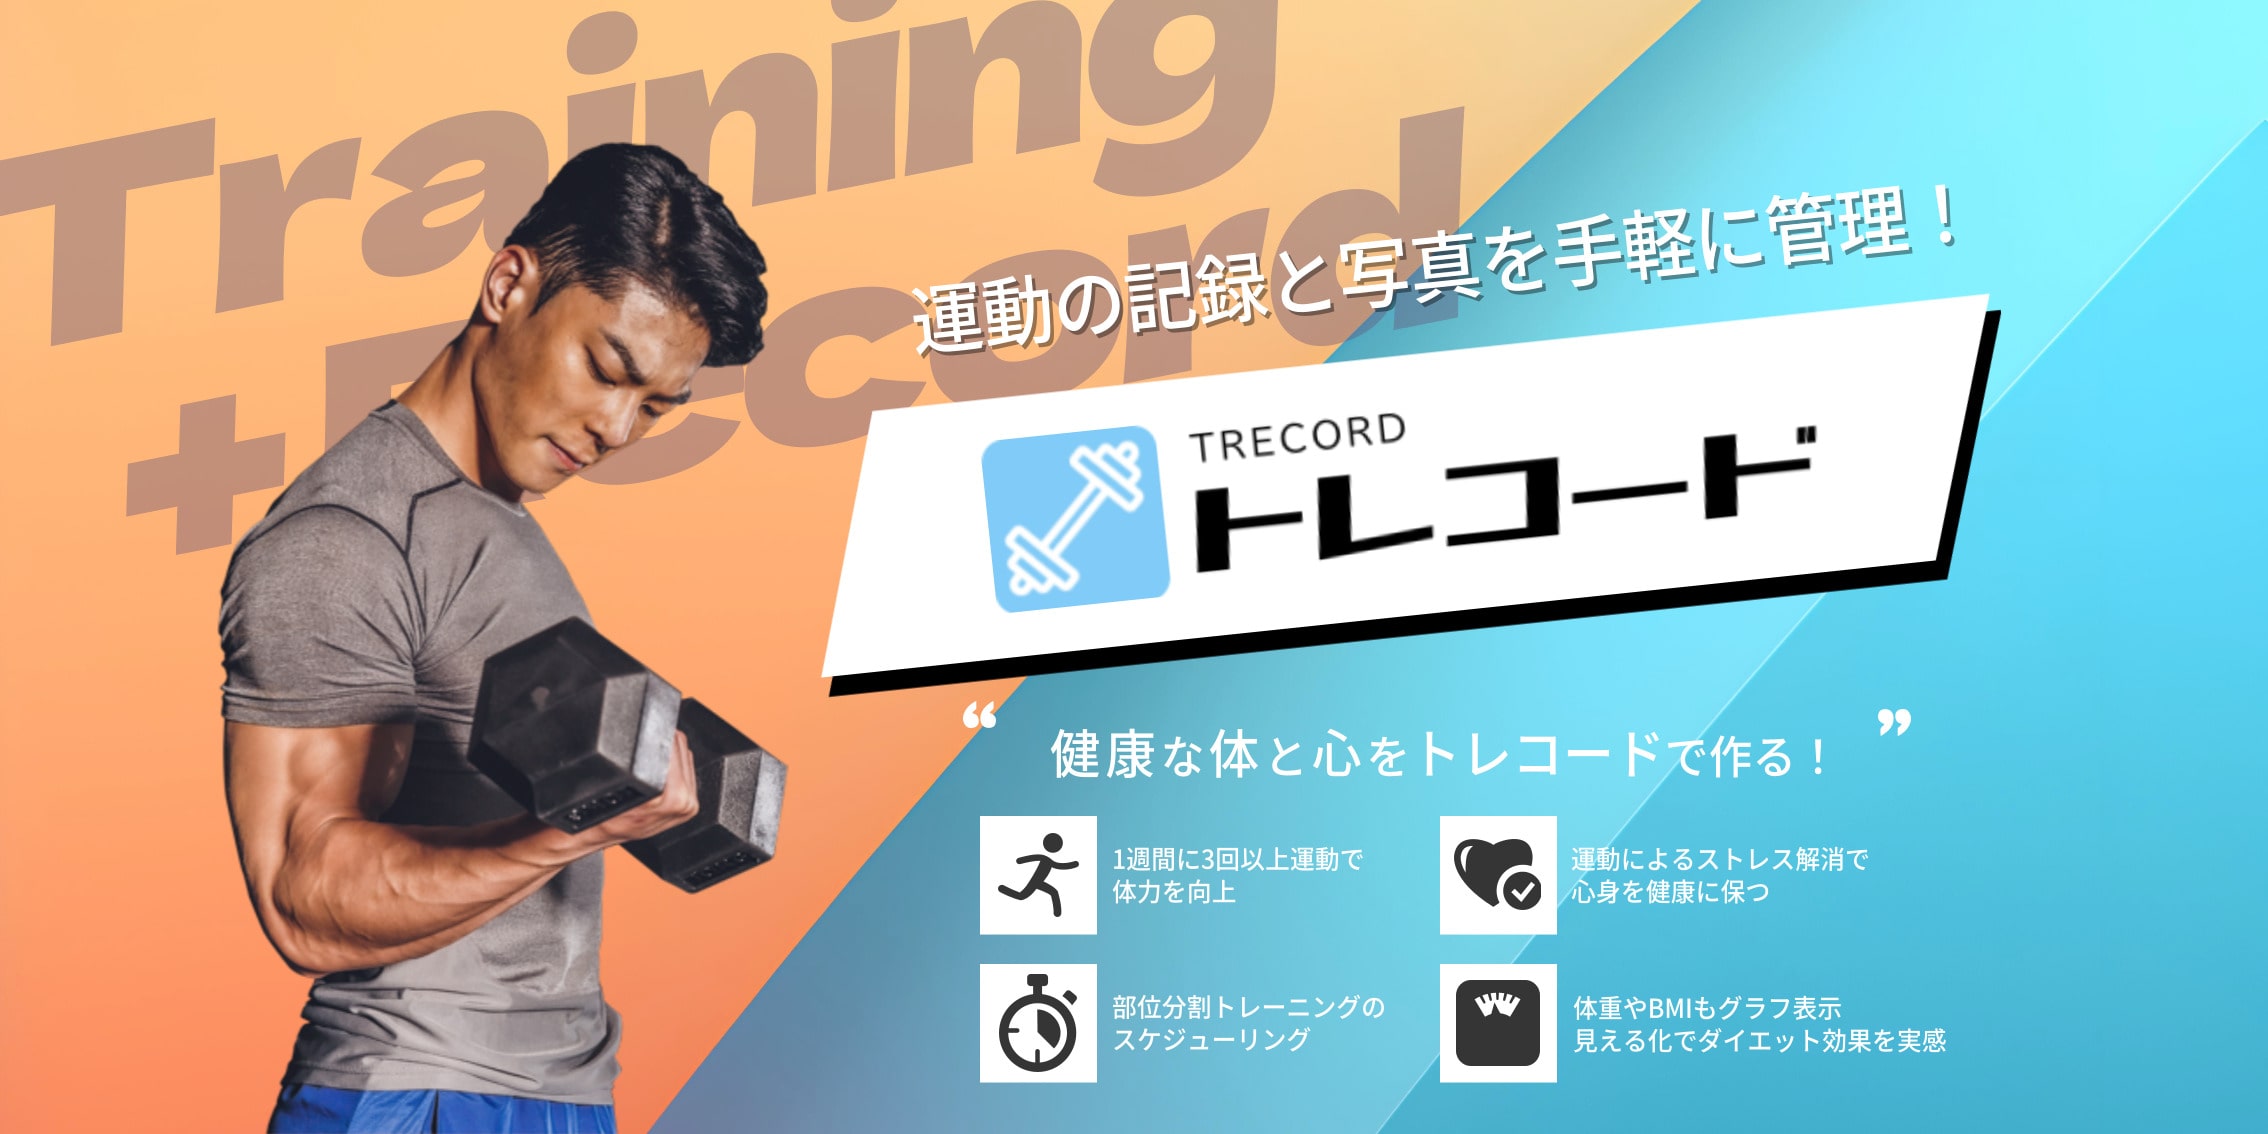 Training
+Record
運動の記録と写真を手軽に管理！
TRECORD
トレコード
“ 健康な体と心をトレコードで作る！ ”
1週間に3回以上運動で
体力を向上
運動によるストレス解消で
心身を健康に保つ
部位分割トレーニングの
スケジューリング
体重やBMIもグラフ表示
見える化でダイエット効果を実感